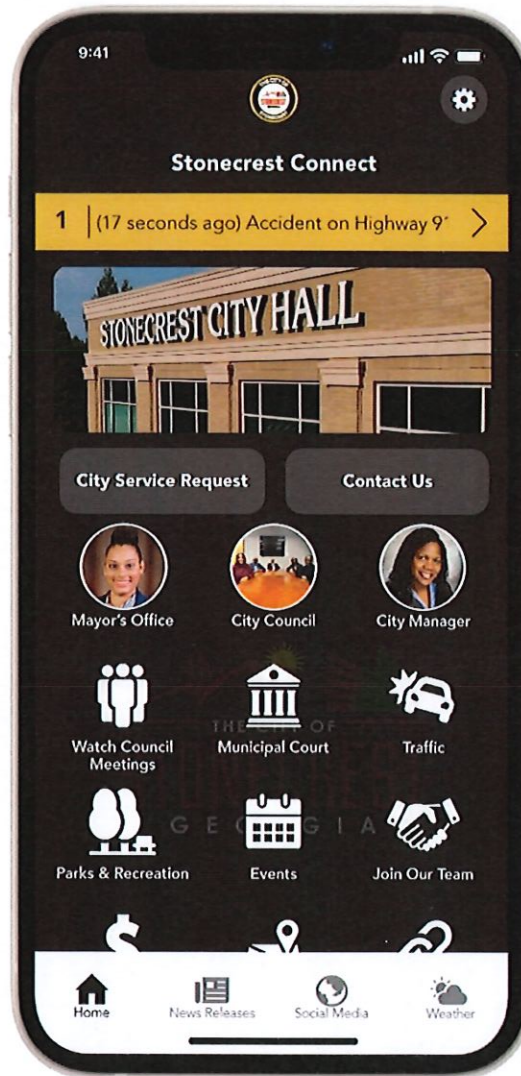 9:41
Stonecrest Connect
1 (17 seconds ago) Accident on Highway 9
STONECREST CITY HALL
City Service Request
Contact Us
Mayor's Office
City Council
City Manager
THE CITY OF
GEORGIA
Watch Council
Meetings
Municipal Court
Traffic
Parks & Recreation
Events
Join Our Team
Home
News Releases
Social Media
Weather